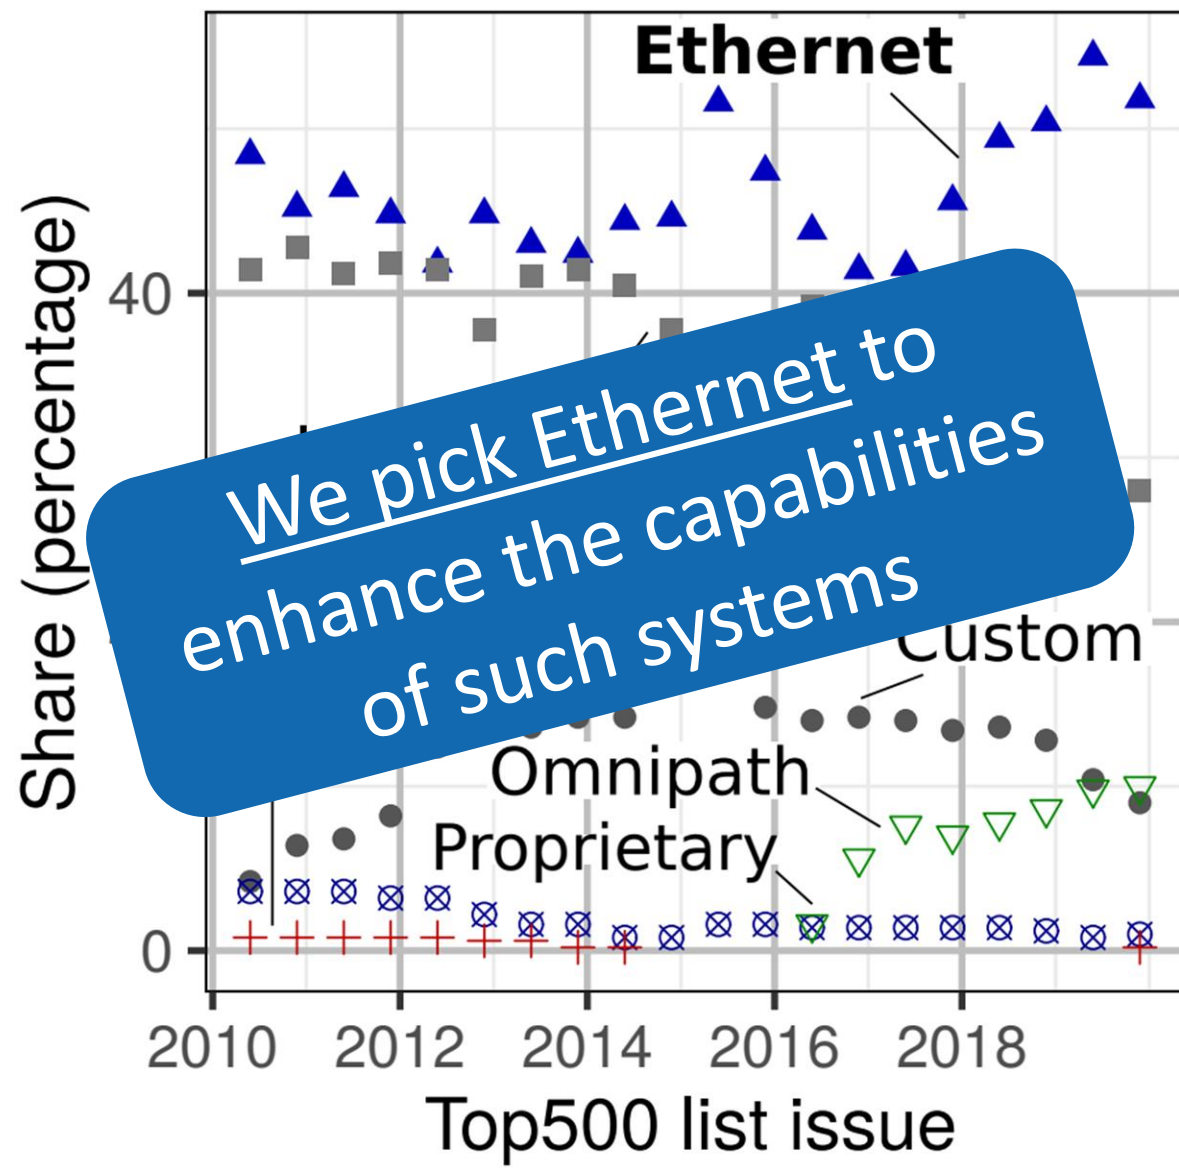 Ethernet
40
We pick Ethernet to
enhance the capabilities
of such systems
Custom
Omnipath
Proprietary
0
2010 2012 2014 2016 2018
Top500 list issue
Share (percentage)